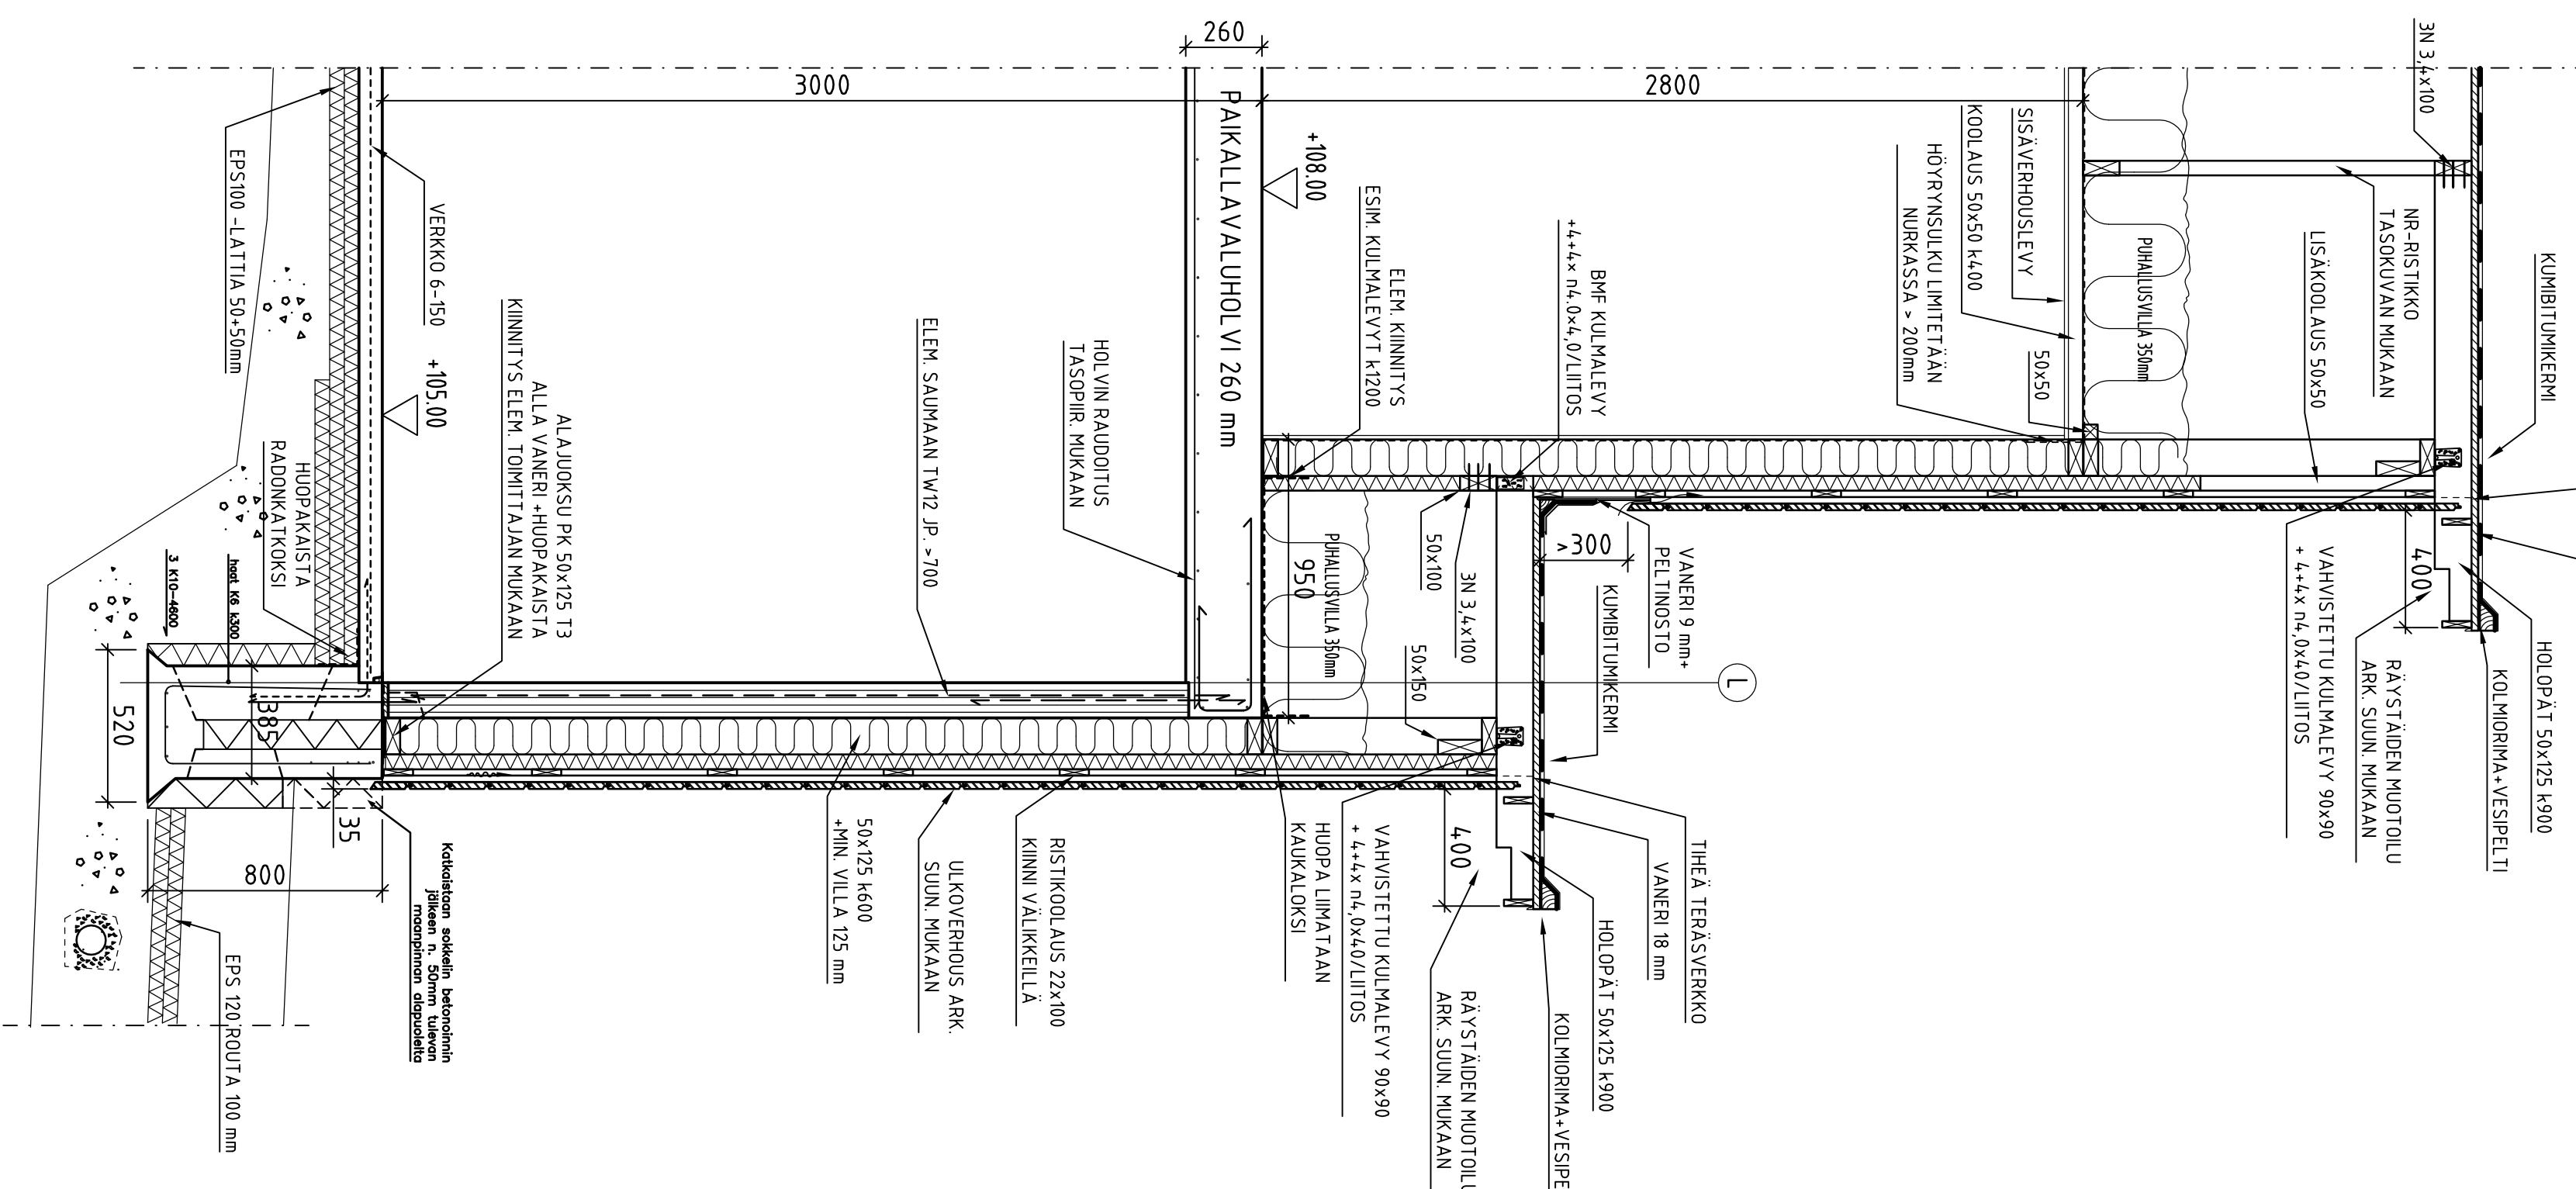 KUMIBITUMIKERMI
3N 3,4x100
NR-RISTIKKO
TASOKUVAN MUKAAN
LISÄKOOLAUS 50x50
PUHALLUSVILLA 350mm
50x50
SISÄVERHOUSLEVY
KOOLAUS 50x50 k400
HÖYRYNSULKU LIMITETÄÄN
NURKASSA > 200mm
2800
HOLOPÄT 50x125 k900
KOLMIORIMA+VESIPELTI
400
RÄYSTÄIDEN MUOTOILU
ARK. SUUN. MUKAAN
VAHVISTETTU KULMALEVY 90x90
+ 4+4x n4,0x40/LIITOS
BMF KULMALEVY
+4+4x n4.0x4,0/LIITOS
ELEM. KIINNITYS
ESIM. KULMALEVYT k1200
+108.00
260
PAIKALLAVALUHOLVI 260 mm
VANERI 9 mm+
PELTINOSTO
>300
KUMIBITUMIKERMI
3N 3,4x100
50x100
50x150
PUHALLUSVILLA 350mm
950
L
TIHEÄ TERÄSVERKKO
VANERI 18 mm
HOLOPÄT 50x125 k900
KOLMIORIMA+VESIPE
400
RÄYSTÄIDEN MUOTOILU
ARK. SUUN. MUKAAN
VAHVISTETTU KULMALEVY 90x90
+ 4+4x n4,0x40/LIITOS
HUOPA LIIMATAAN
KAUKALOKSI
HOLVIN RAUDOITUS
TASOPIIR. MUKAAN
3000
ELEM. SAUMAAN TW12 JP. >700
RISTIKOOLAUS 22x100
KIINNI VÄLIKKEILLÄ
ULKOVERHOUS ARK.
SUUN. MUKAAN
50x125 k600
+MIN. VILLA 125 mm
ALAJUOKSU PK 50x125 T3
ALLA VANERI +HUOPAKAISTA
KIINNITYS ELEM. TOIMITTAJAN MUKAAN
VERKKO 6-150
+105.00
EPS100 -LATTIA 50+50mm
HUOPAKAISTA
RADONKATKOKSI
haat K6 k300
3 K10-4600
385
520
35
800
Katkaistaan sokkelin betonoinnin
jälkeen n. 50mm tulevan
maanpinnan alapuolelta
EPS 120 ROUTA 100 mm